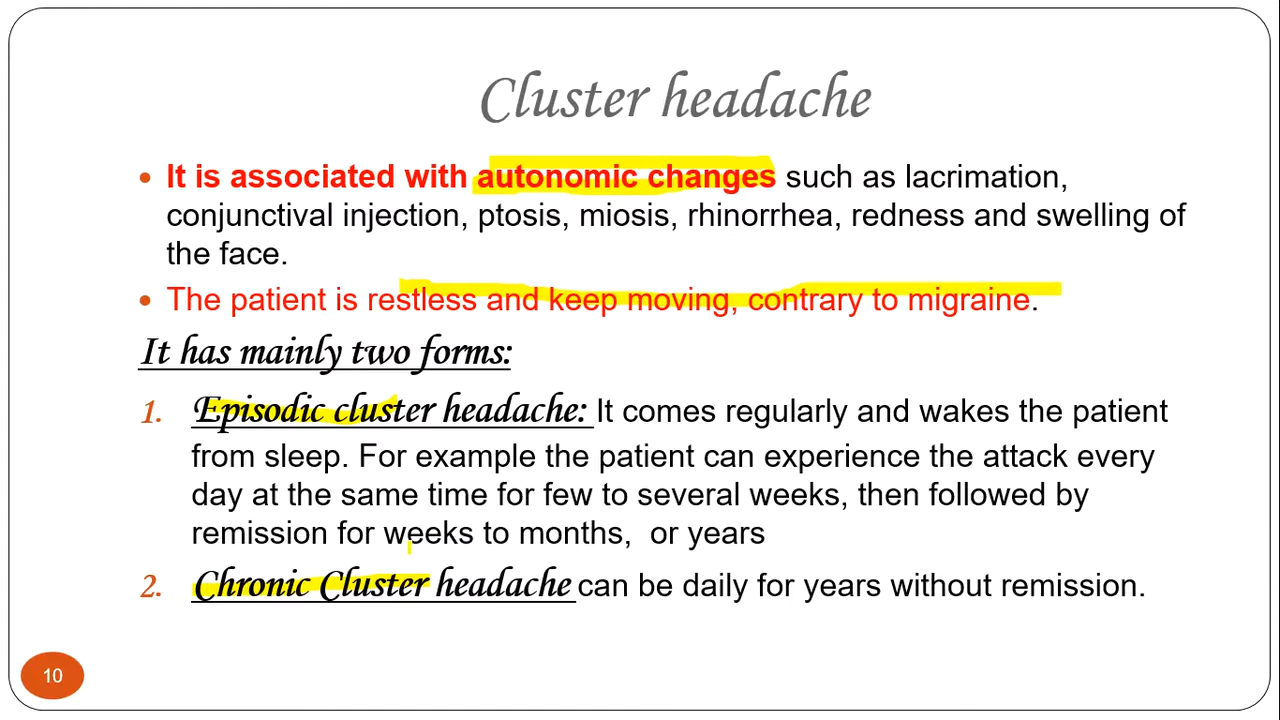 Cluster headache
• It is associated with autonomic changes such as lacrimation,
conjunctival injection, ptosis, miosis, rhinorrhea, redness and swelling of
the face.
• The patient is restless and keep moving, contrary to migraine.
It has mainly two forms:
1. Episodic cluster headache: It comes regularly and wakes the patient
from sleep. For example the patient can experience the attack every
day at the same time for few to several weeks, then followed by
remission for weeks to months,  or years
2. Chronic Cluster headache can be daily for years without remission.
10